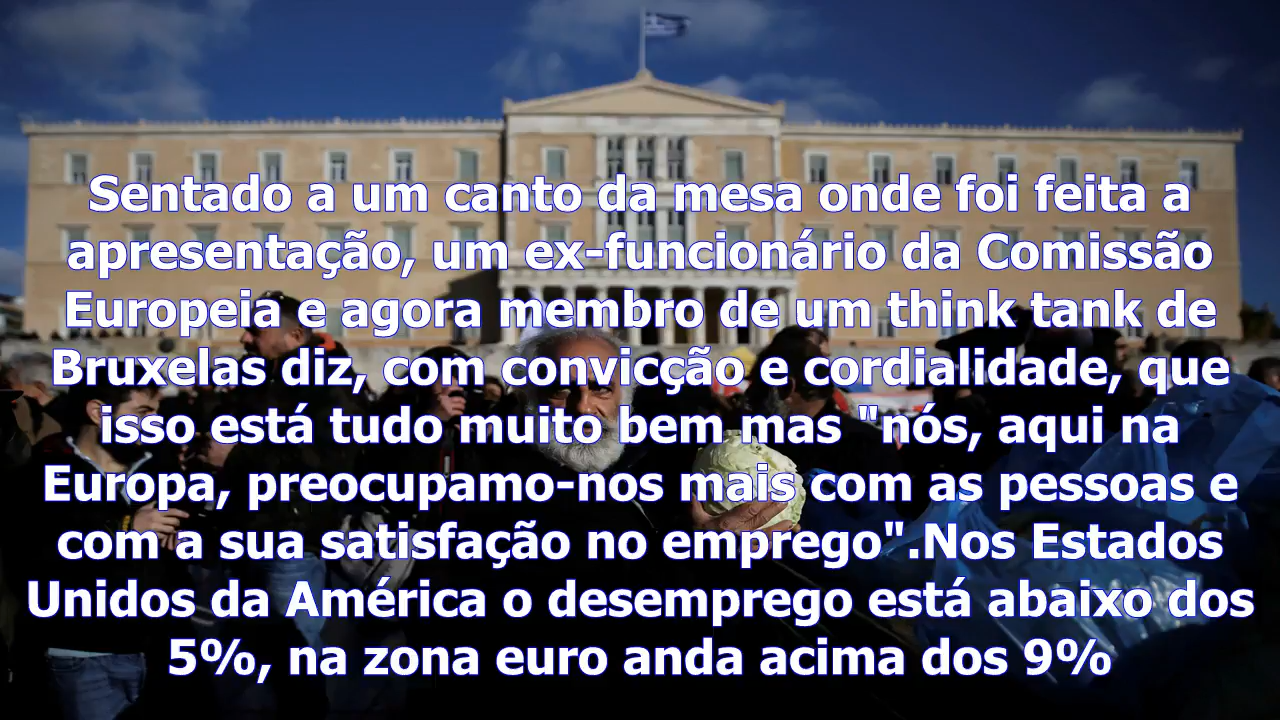 Sentado a um canto da mesa onde foi feita a
apresentação, um ex-funcionário da Comissão
Europeia e agora membro de um think tank de
Bruxelas diz, com convicção e cordialidade, que
isso está tudo muito bem mas "nós, aqui na
Europa, preocupamo-nos mais com as pessoas e
com a sua satisfação no emprego".Nos Estados
Unidos da América o desemprego está abaixo dos
5%, na zona euro anda acima dos 9%